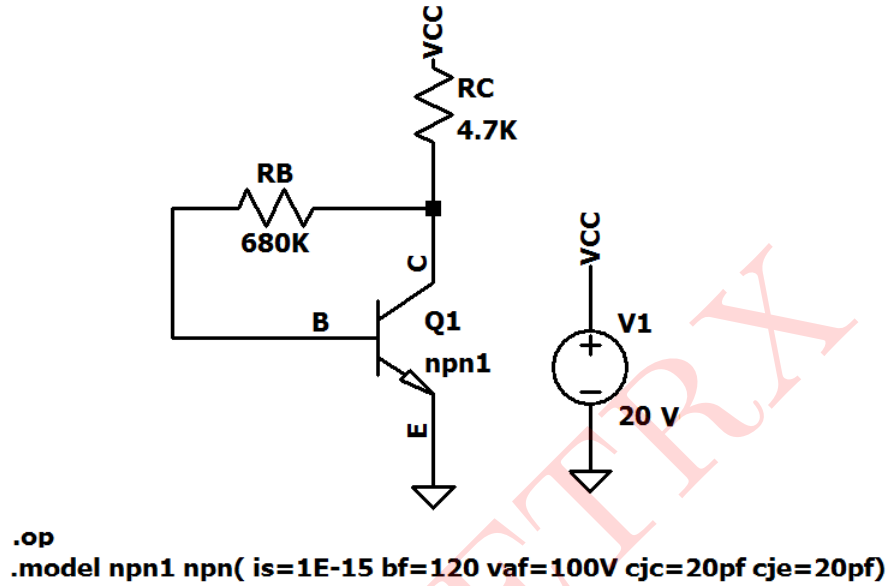 VCC
RC
4.7K
RB
680K
C
VCC
B
Q1
V1
npn1
20 V
E
.op
.model npn1 npn( is=1E-15 bf=120 vaf=100V cjc=20pf cje=20pf)